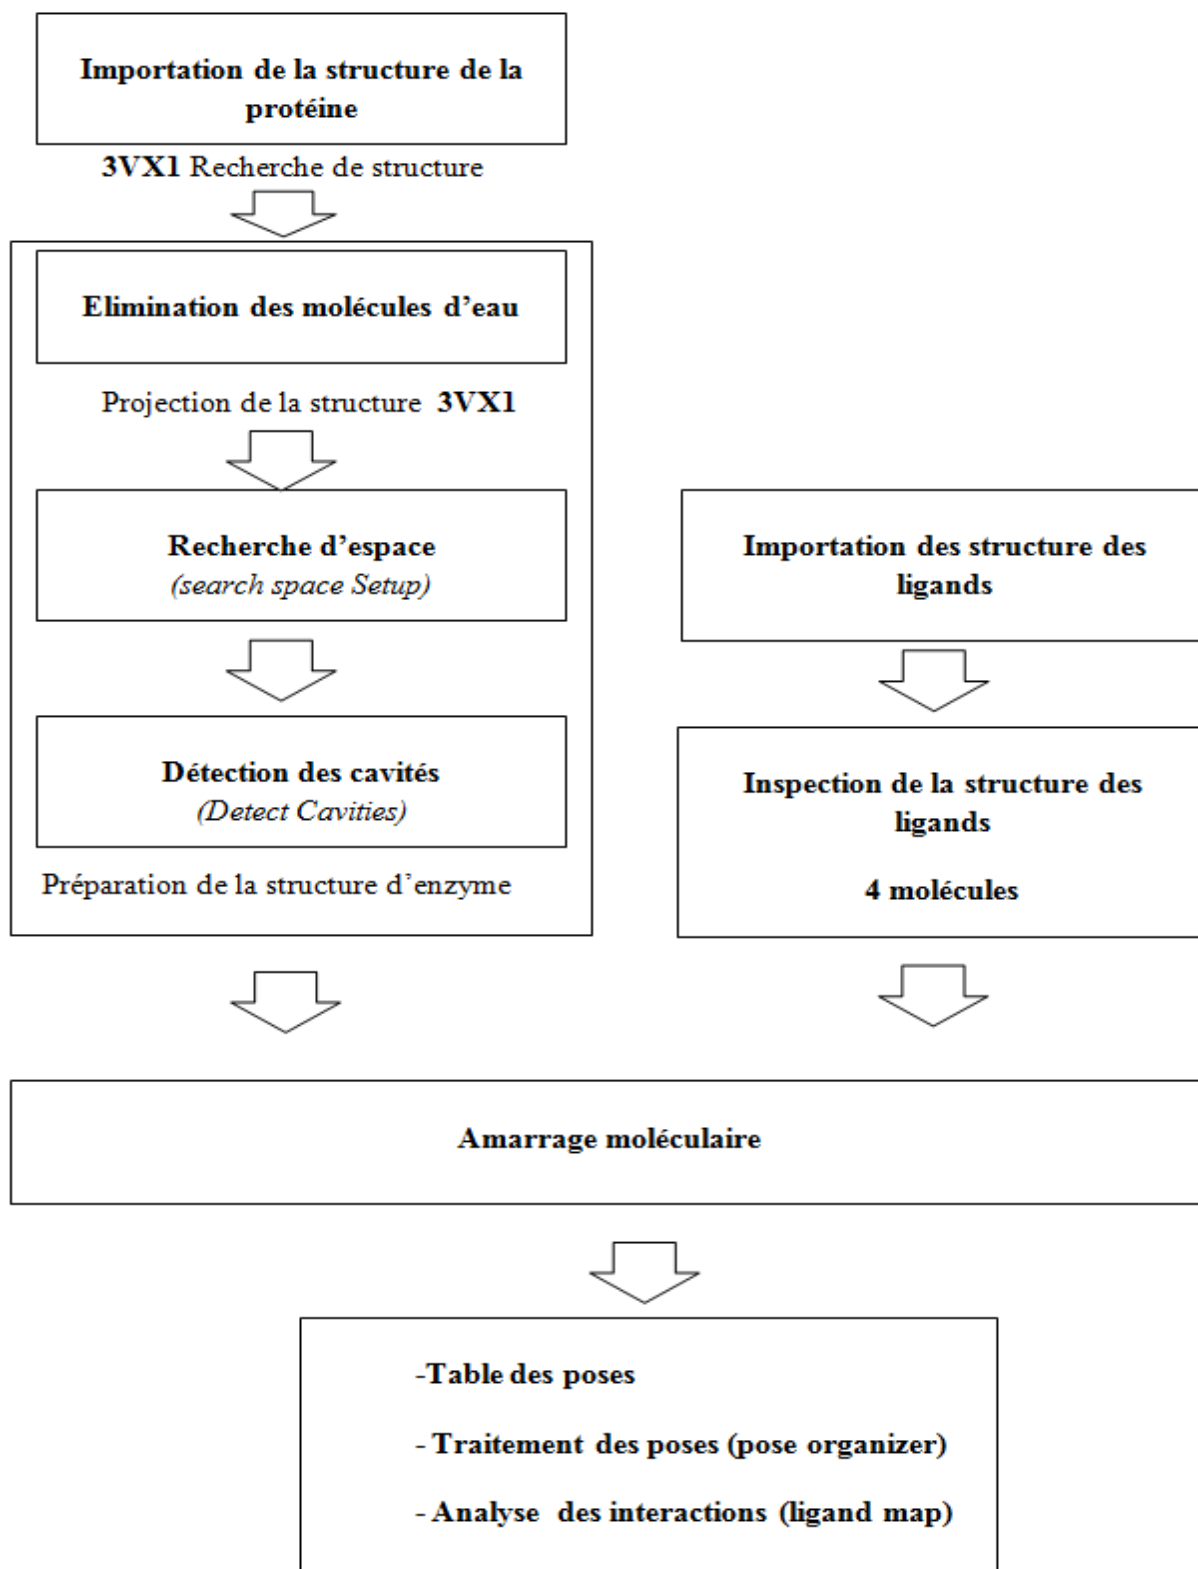 Importation de la structure de la
protéine
3VX1 Recherche de structure
Elimination des molécules d’eau
Projection de la structure 3VX1
Recherche d’espace
(search space Setup)
Détection des cavités
(Detect Cavities)
Préparation de la structure d’enzyme
Importation des structure des
ligands
Inspection de la structure des
ligands
4 molécules
Amarrage moléculaire
-Table des poses
- Traitement des poses (pose organizer)
- Analyse des interactions (ligand map)